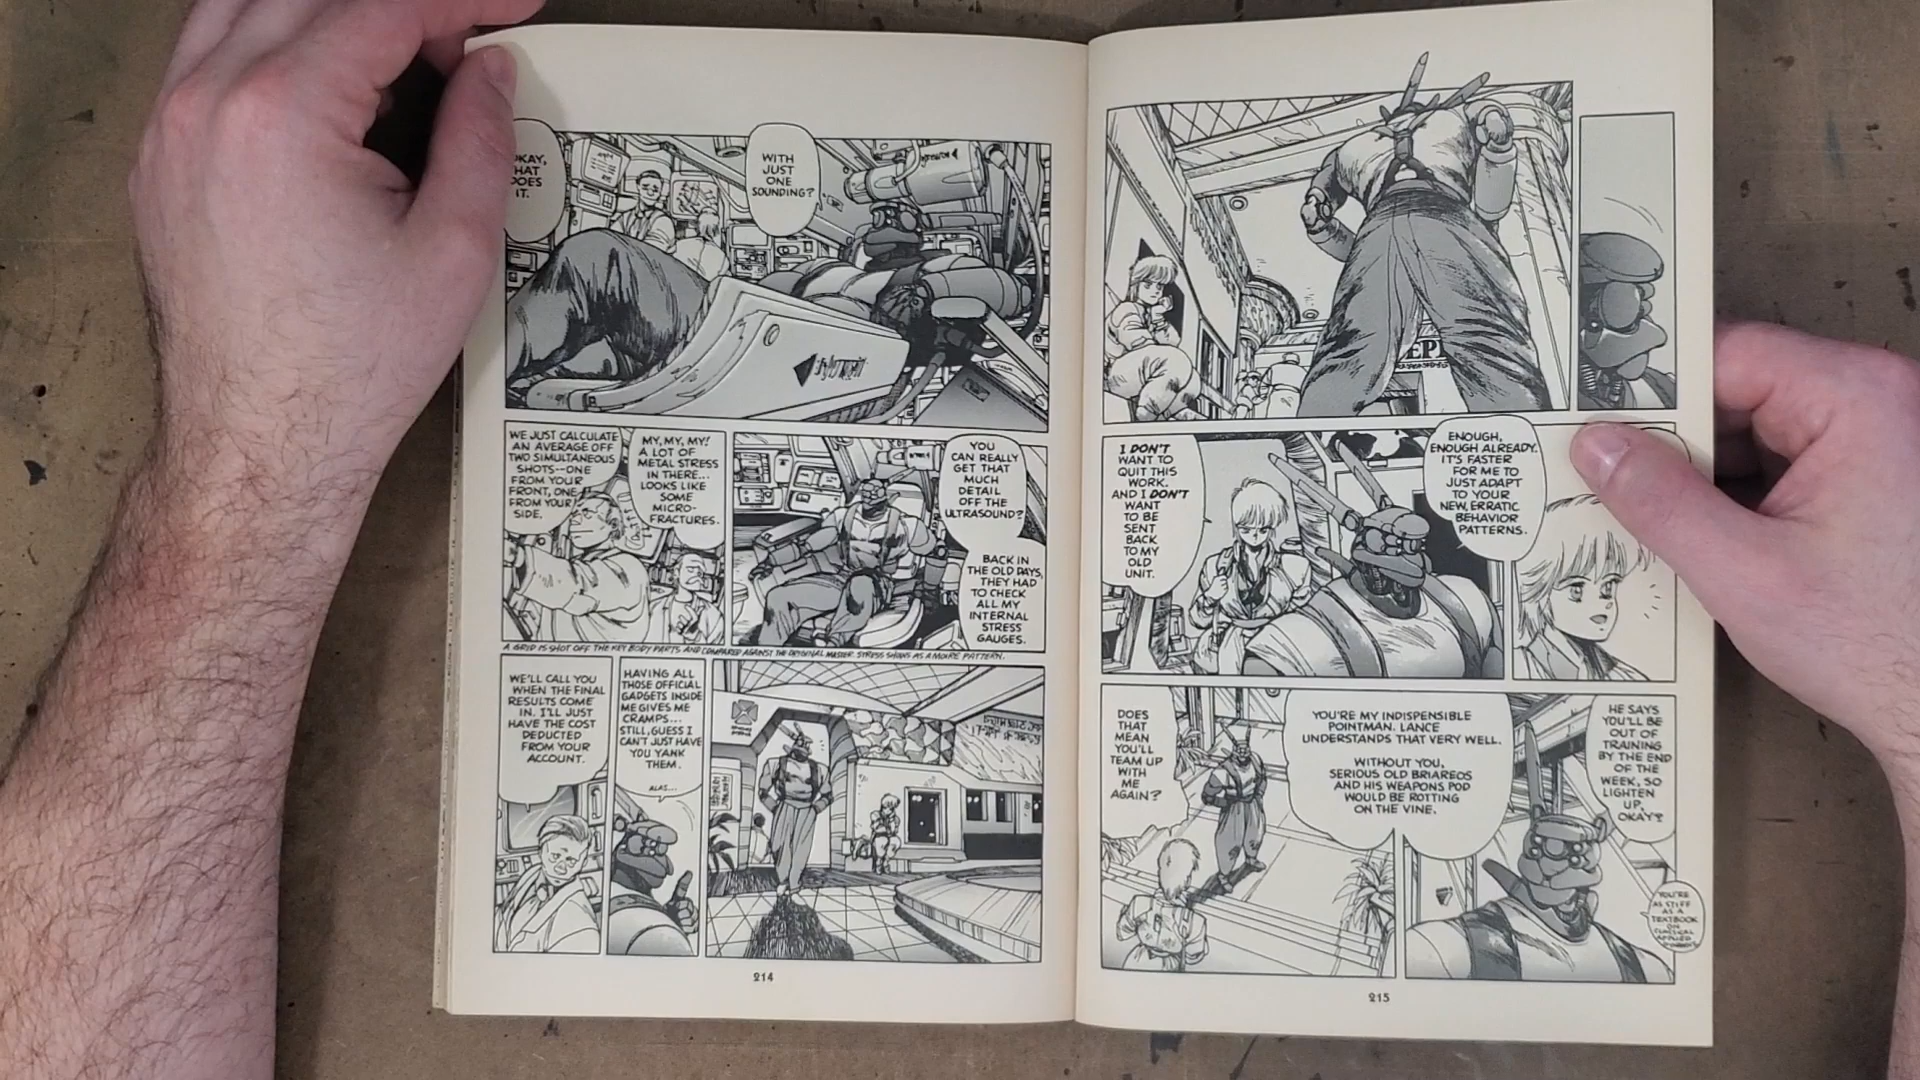 OKAY,
THAT
DOES
IT.
WITH
JUST
ONE
SOUNDING?
WE JUST CALCULATE
AN AVERAGE OFF
TWO SIMULTANEOUS
SHOTS--ONE
FROM YOUR
FRONT, ONE
FROM YOUR
SIDE.
MY, MY, MY!
A LOT OF
METAL STRESS
IN THERE...
LOOKS LIKE
SOME
MICRO-
FRACTURES.
YOU
CAN REALLY
GET THAT
MUCH
DETAIL
OFF THE
ULTRASOUND?
BACK IN
THE OLD DAYS,
THEY HAD
TO CHECK
ALL MY
INTERNAL
STRESS
GAUGES.
A GRID IS SHOT OFF THE KEY BODY PARTS AND COMPARED AGAINST THE ORIGINAL MASTER. STRESS SHOWS AS A MOIRE PATTERN.
WE'LL CALL YOU
WHEN THE FINAL
RESULTS COME
IN. I'LL JUST
HAVE THE COST
DEDUCTED
FROM YOUR
ACCOUNT.
HAVING ALL
THOSE OFFICIAL
GADGETS INSIDE
ME GIVES ME
CRAMPS...
STILL, GUESS I
CAN'T JUST HAVE
YOU YANK
THEM.
ALAS...
214
EPT
I DON'T
WANT TO
QUIT THIS
WORK.
AND I DON'T
WANT
TO BE
SENT
BACK
TO MY
OLD
UNIT.
ENOUGH,
ENOUGH ALREADY.
IT'S FASTER
FOR ME TO
JUST ADAPT
TO YOUR
NEW, ERRATIC
BEHAVIOR
PATTERNS.
DOES
THAT
MEAN
YOU'LL
TEAM UP
WITH
ME
AGAIN?
YOU'RE MY INDISPENSIBLE
POINTMAN. LANCE
UNDERSTANDS THAT VERY WELL.
WITHOUT YOU,
SERIOUS OLD BRIAREOS
AND HIS WEAPONS POD
WOULD BE ROTTING
ON THE VINE.
HE SAYS
YOU'LL BE
OUT OF
TRAINING
BY THE END
OF THE
WEEK, SO
LIGHTEN
UP,
OKAY?
YOU'RE
AS STIFF
AS A
TEXTBOOK
ON
CLASSICAL
APPLIED
215